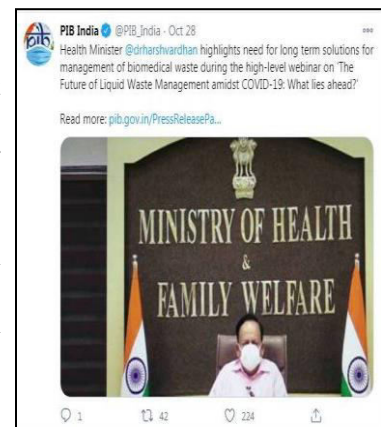 PIB India @PIB_India · Oct 28
Health Minister @drharshvardhan highlights need for long term solutions for
management of biomedical waste during the high-level webinar on 'The
Future of Liquid Waste Management amidst COVID-19: What lies ahead?'
Read more: pib.gov.in/PressReleasePa...
MINISTRY OF HEALTH
&
FAMILY WELFARE
1 42 224